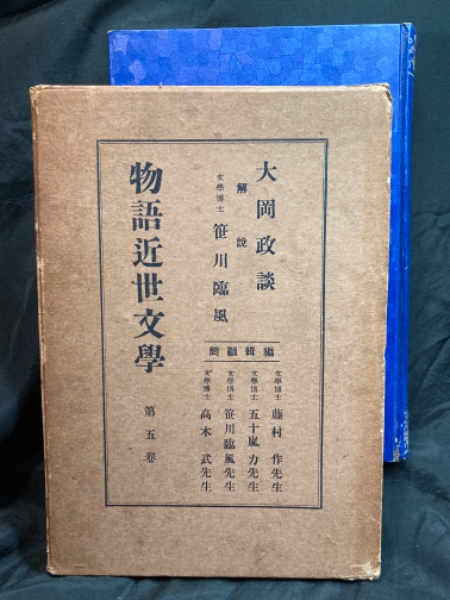 大岡政談
解説
文學博士 笹川臨風
編輯顧問
文學博士 藤村 作先生
文學博士 五十嵐 力先生
文學博士 笹川臨風先生
文學博士 高木 武先生
物語近世文學
第五卷